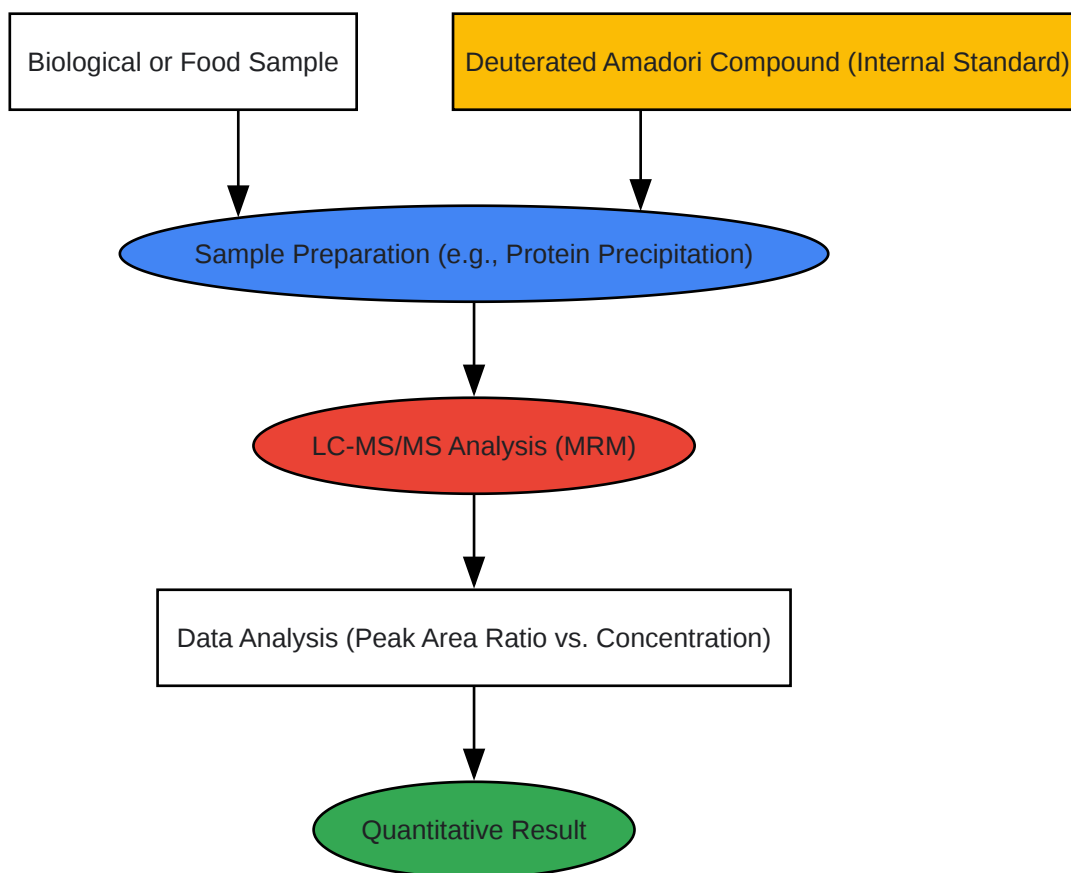 Biological or Food Sample
Deuterated Amadori Compound (Internal Standard)
Sample Preparation (e.g., Protein Precipitation)
LC-MS/MS Analysis (MRM)
Data Analysis (Peak Area Ratio vs. Concentration)
Quantitative Result